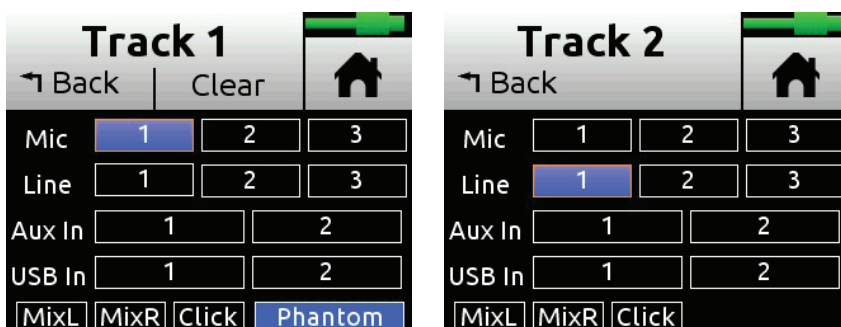 Track 1
Back Clear
Mic 1 2 3
Line 1 2 3
Aux In 1 2
USB In 1 2
MixL MixR Click Phantom
Track 2
Back
Mic 1 2 3
Line 1 2 3
Aux In 1 2
USB In 1 2
MixL MixR Click